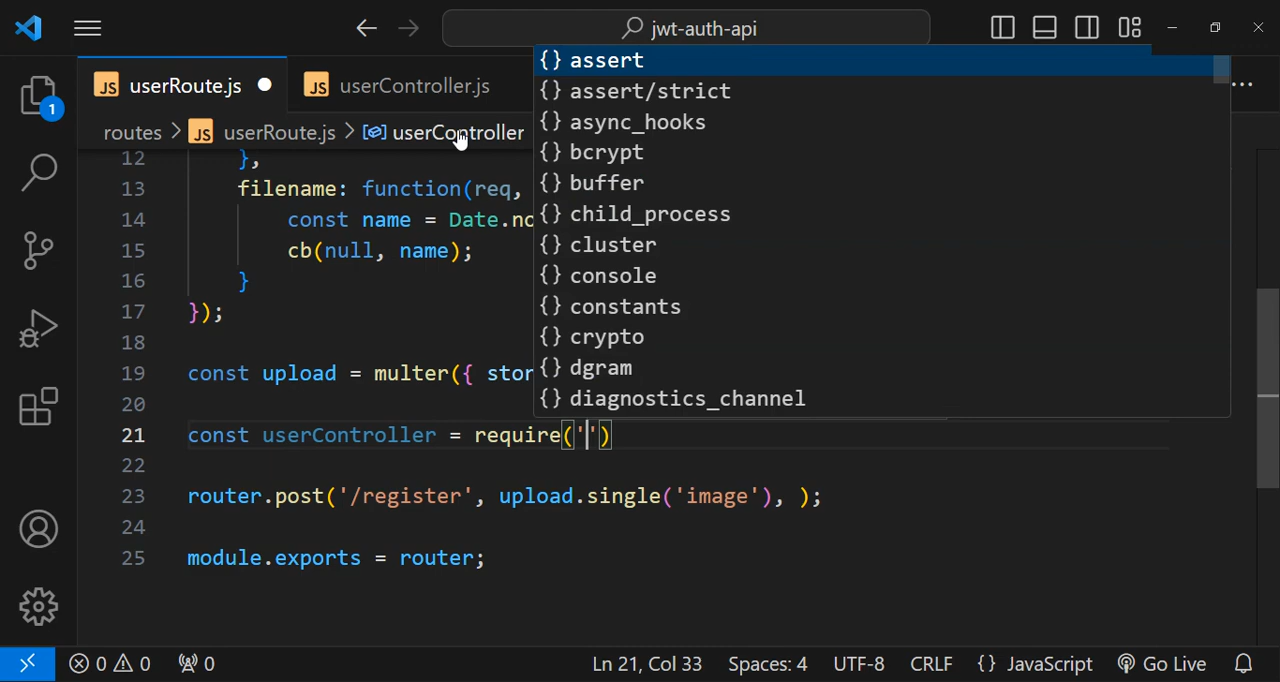 jwt-auth-api
JS userRoute.js
JS userController.js
...
routes > JS userRoute.js > userController
1
{} assert
{} assert/strict
{} async_hooks
{} bcrypt
{} buffer
{} child_process
{} cluster
{} console
{} constants
{} crypto
{} dgram
{} diagnostics_channel
12 },
13 filename: function(req,
14 const name = Date.no
15 cb(null, name);
16 }
17 });
18
19 const upload = multer({ stor
20
21 const userController = require('')
22
23 router.post('/register', upload.single('image'), );
24
25 module.exports = router;
0 0 0 Ln 21, Col 33 Spaces: 4 UTF-8 CRLF {} JavaScript Go Live